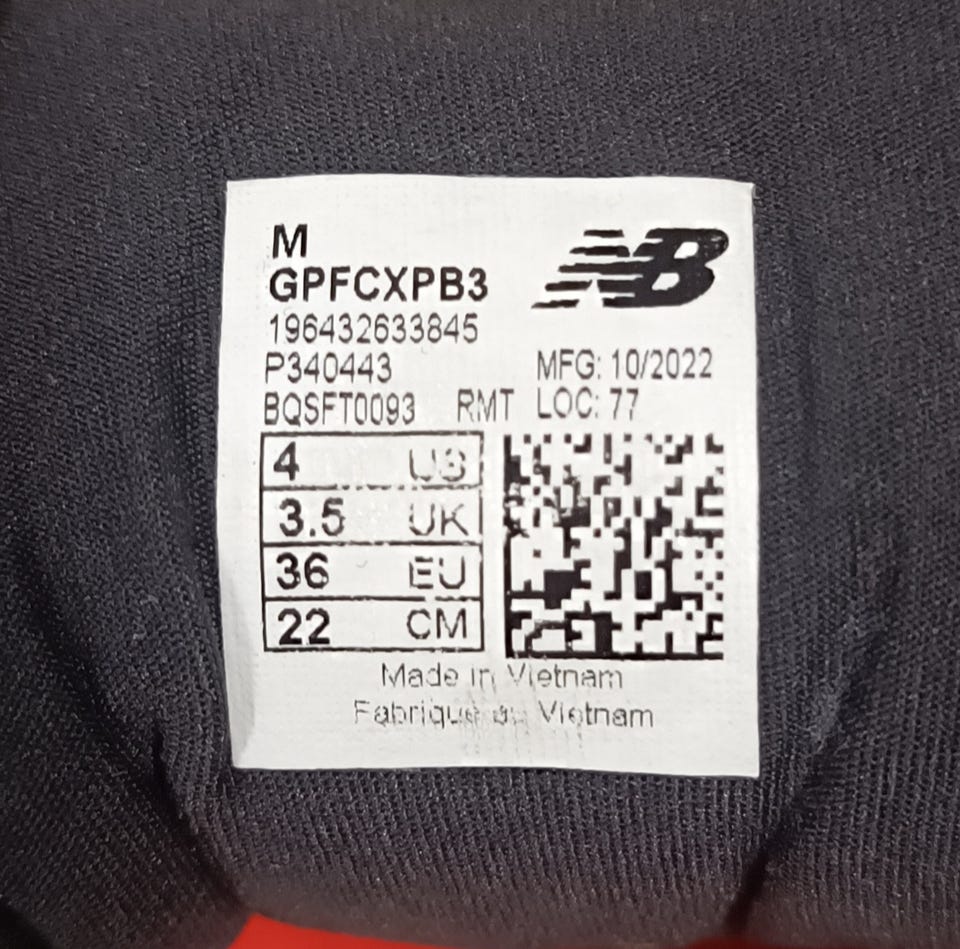 M
GPFCXPB3
NB
196432633845
P340443 MFG: 10/2022
BQSFT0093 RMT LOC: 77
4 US
3.5 UK
36 EU
22 CM
Made in Vietnam
Fabriqué au Vietnam